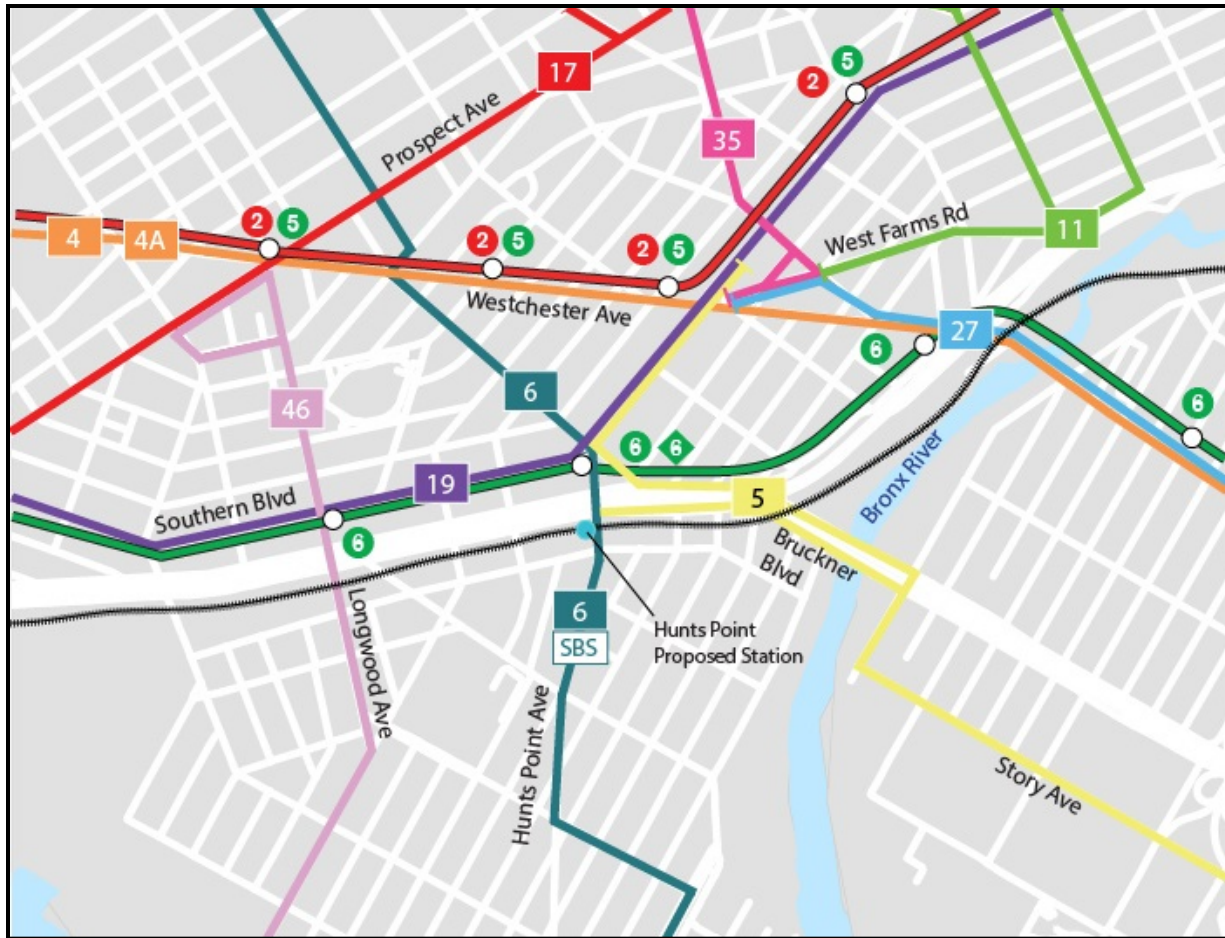 17
5
2
Prospect Ave
35
2
5
4
4A
2
5
2
5
West Farms Rd
11
Westchester Ave
27
6
6
6
46
6
6
19
5
Southern Blvd
6
Bronx River
Bruckner
Blvd
6
SBS
Hunts Point
Proposed Station
Longwood Ave
Hunts Point Ave
Story Ave